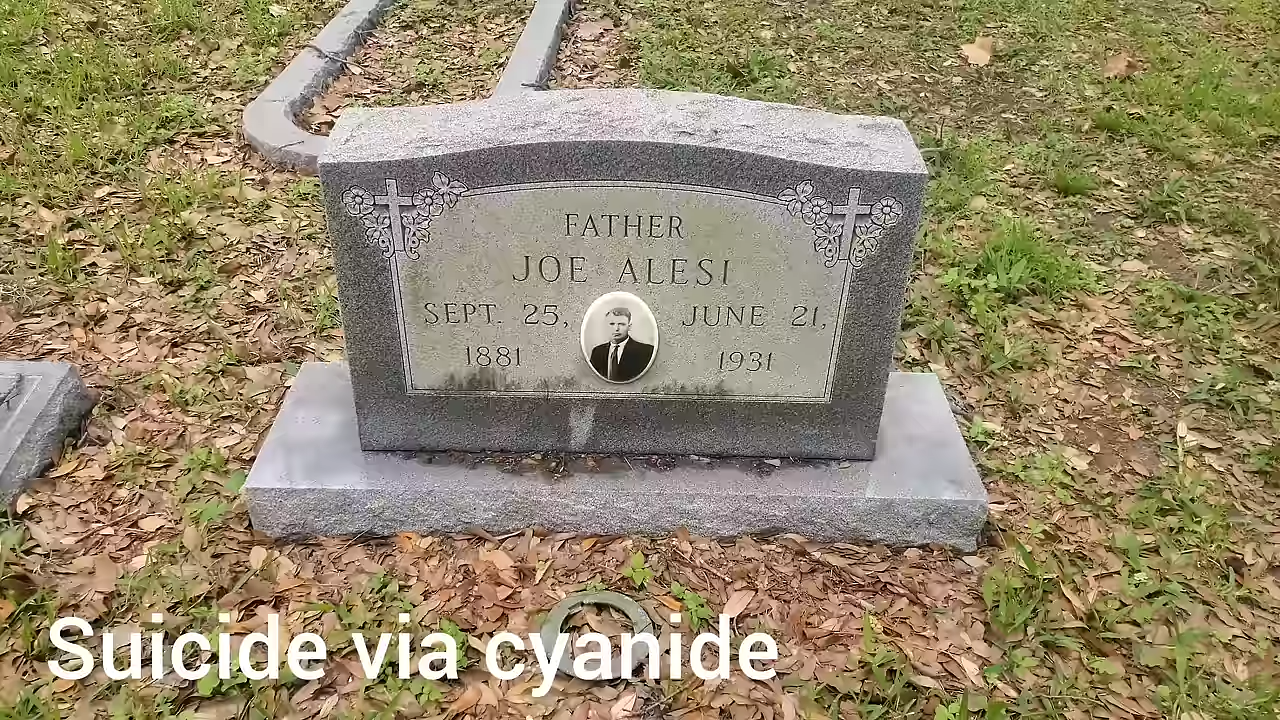 FATHER
JOE ALESI
SEPT. 25, JUNE 21,
1881 1931
Suicide via cyanide